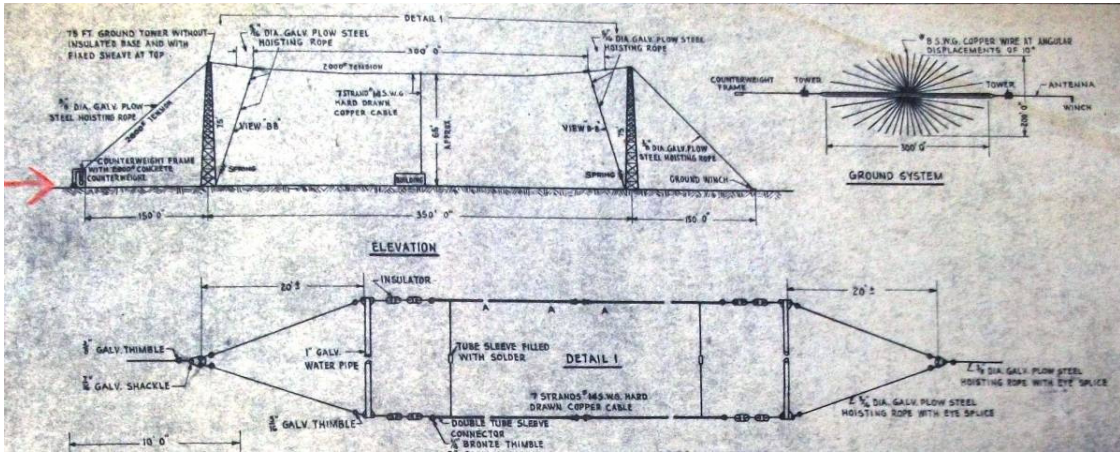 DETAIL 1
75 FT. GROUND TOWER WITHOUT
INSULATED BASE AND WITH
FIXED SHEAVE AT TOP
DIA. GALV. PLOW STEEL
HOISTING ROPE
300' 0"
DIA. GALV. PLOW STEEL
HOISTING ROPE
2000# TENSION
DIA. GALV. PLOW
STEEL HOISTING ROPE
2000# TENSION
75'
VIEW "B-B"
7 STRAND
HARD DRAWN
COPPER CABLE
APPROX
VIEW "B-B"
75'
DIA. GALV. PLOW
STEEL HOISTING ROPE
COUNTERWEIGHT FRAME
WITH 2000# CONCRETE
COUNTERWEIGHT
SPRING
BUILDING
SPRING
GROUND WINCH
150' 0"
350' 0"
150' 0"
ELEVATION
#8 S.W.G. COPPER WIRE AT ANGULAR
DISPLACEMENTS OF 10°
COUNTERWEIGHT
FRAME
TOWER
TOWER
ANTENNA
WINCH
200' 0"
300' 0"
GROUND SYSTEM
20' ±
INSULATOR
20' ±
A
A
A
GALV. THIMBLE
GALV. SHACKLE
1" GALV.
WATER PIPE
TUBE SLEEVE FILLED
WITH SOLDER
DETAIL 1
DIA. GALV. PLOW STEEL
HOISTING ROPE WITH EYE SPLICE
7 STRANDS
HARD
DRAWN COPPER CABLE
DIA. GALV. PLOW STEEL
HOISTING ROPE WITH EYE SPLICE
GALV. THIMBLE
DOUBLE TUBE SLEEVE
CONNECTOR
BRONZE THIMBLE
10' 0"